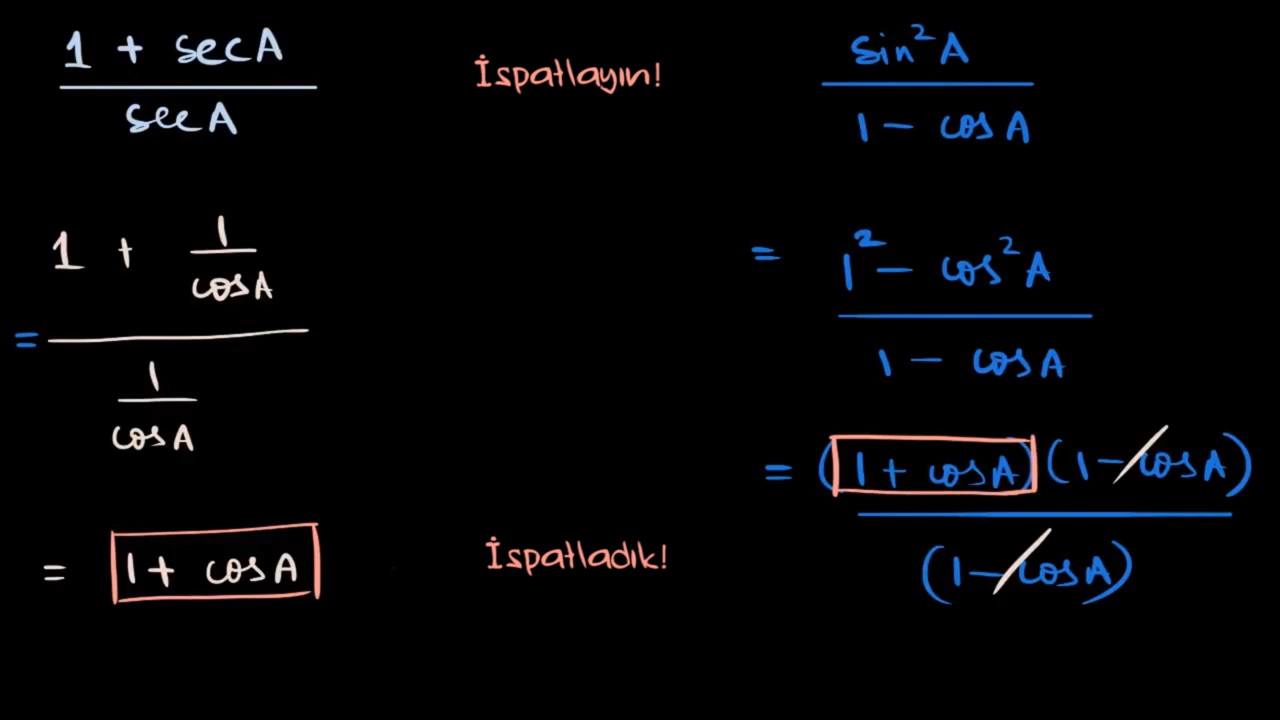 1 + secA
secA
İspatlayın!
sin²A
1 - cosA
1 + 1
cosA
=
1
cosA
= 1² - cos²A
1 - cosA
= (1 + cosA)(1 - cosA)
(1 - cosA)
= 1 + cosA
İspatladık!